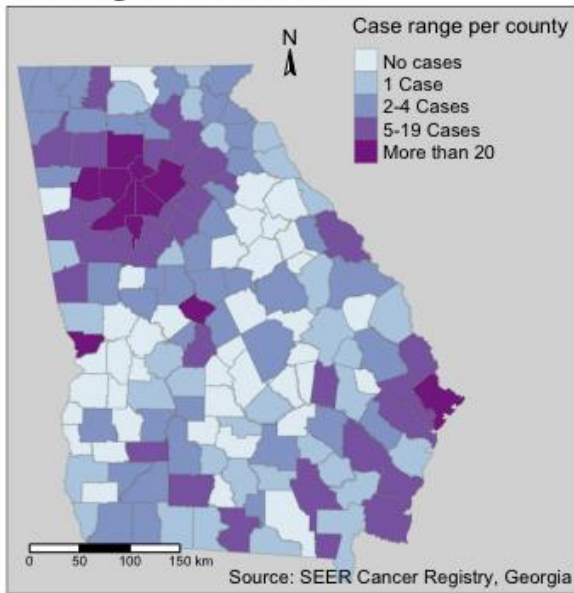 Case range per county
N
No cases
1 Case
2-4 Cases
5-19 Cases
More than 20
0 50 100 150 km
Source: SEER Cancer Registry, Georgia